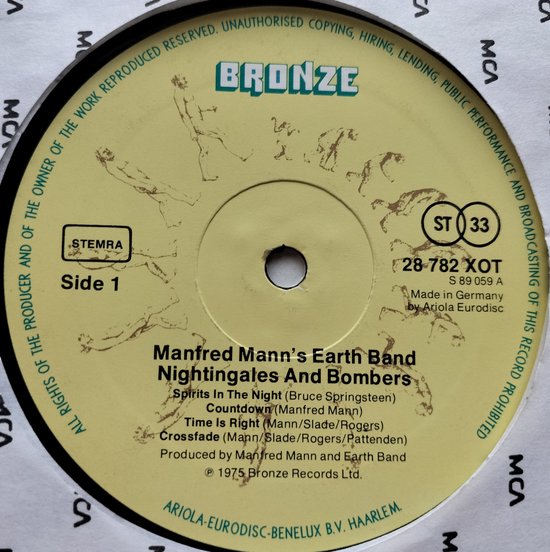 ALL RIGHTS OF THE PRODUCER AND OF THE OWNER OF THE WORK REPRODUCED RESERVED. UNAUTHORISED COPYING, HIRING, LENDING, PUBLIC PERFORMANCE AND BROADCASTING OF THIS RECORD PROHIBITED
BRONZE
STEMRA
Side 1
ST 33
28 782 XOT
S 89 059 A
Made in Germany
by Ariola Eurodisc
Manfred Mann's Earth Band
Nightingales And Bombers
Spirits In The Night (Bruce Springsteen)
Countdown (Manfred Mann)
Time Is Right (Mann/Slade/Rogers)
Crossfade (Mann/Slade/Rogers/Pattenden)
Produced by Manfred Mann and Earth Band
℗ 1975 Bronze Records Ltd.
ARIOLA-EURODISC-BENELUX B.V. HAARLEM.
MCA
MCA
MCA
MCA
MCA
MCA
MCA